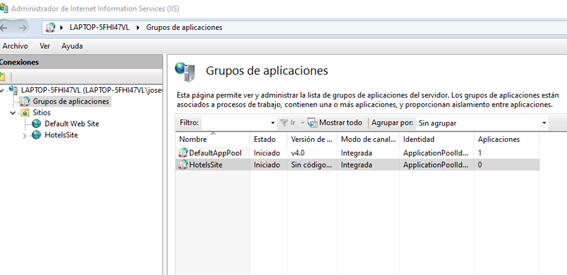 Administrador de Internet Information Services (IIS)
LAPTOP-5FHI47VL Grupos de aplicaciones
Archivo Ver Ayuda
Conexiones
LAPTOP-5FHI47VL (LAPTOP-5FHI47VL\jose
Grupos de aplicaciones
Sitios
Default Web Site
HotelsSite
Grupos de aplicaciones
Esta página permite ver y administrar la lista de grupos de aplicaciones del servidor. Los grupos de aplicaciones están
asociados a procesos de trabajo, contienen una o más aplicaciones, y proporcionan aislamiento entre aplicaciones.
Filtro: Ir Mostrar todo Agrupar por: Sin agrupar
Nombre Estado Versión de ... Modo de canal... Identidad Aplicaciones
DefaultAppPool Iniciado v4.0 Integrada ApplicationPoolId... 1
HotelsSite Iniciado Sin código... Integrada ApplicationPoolId... 0